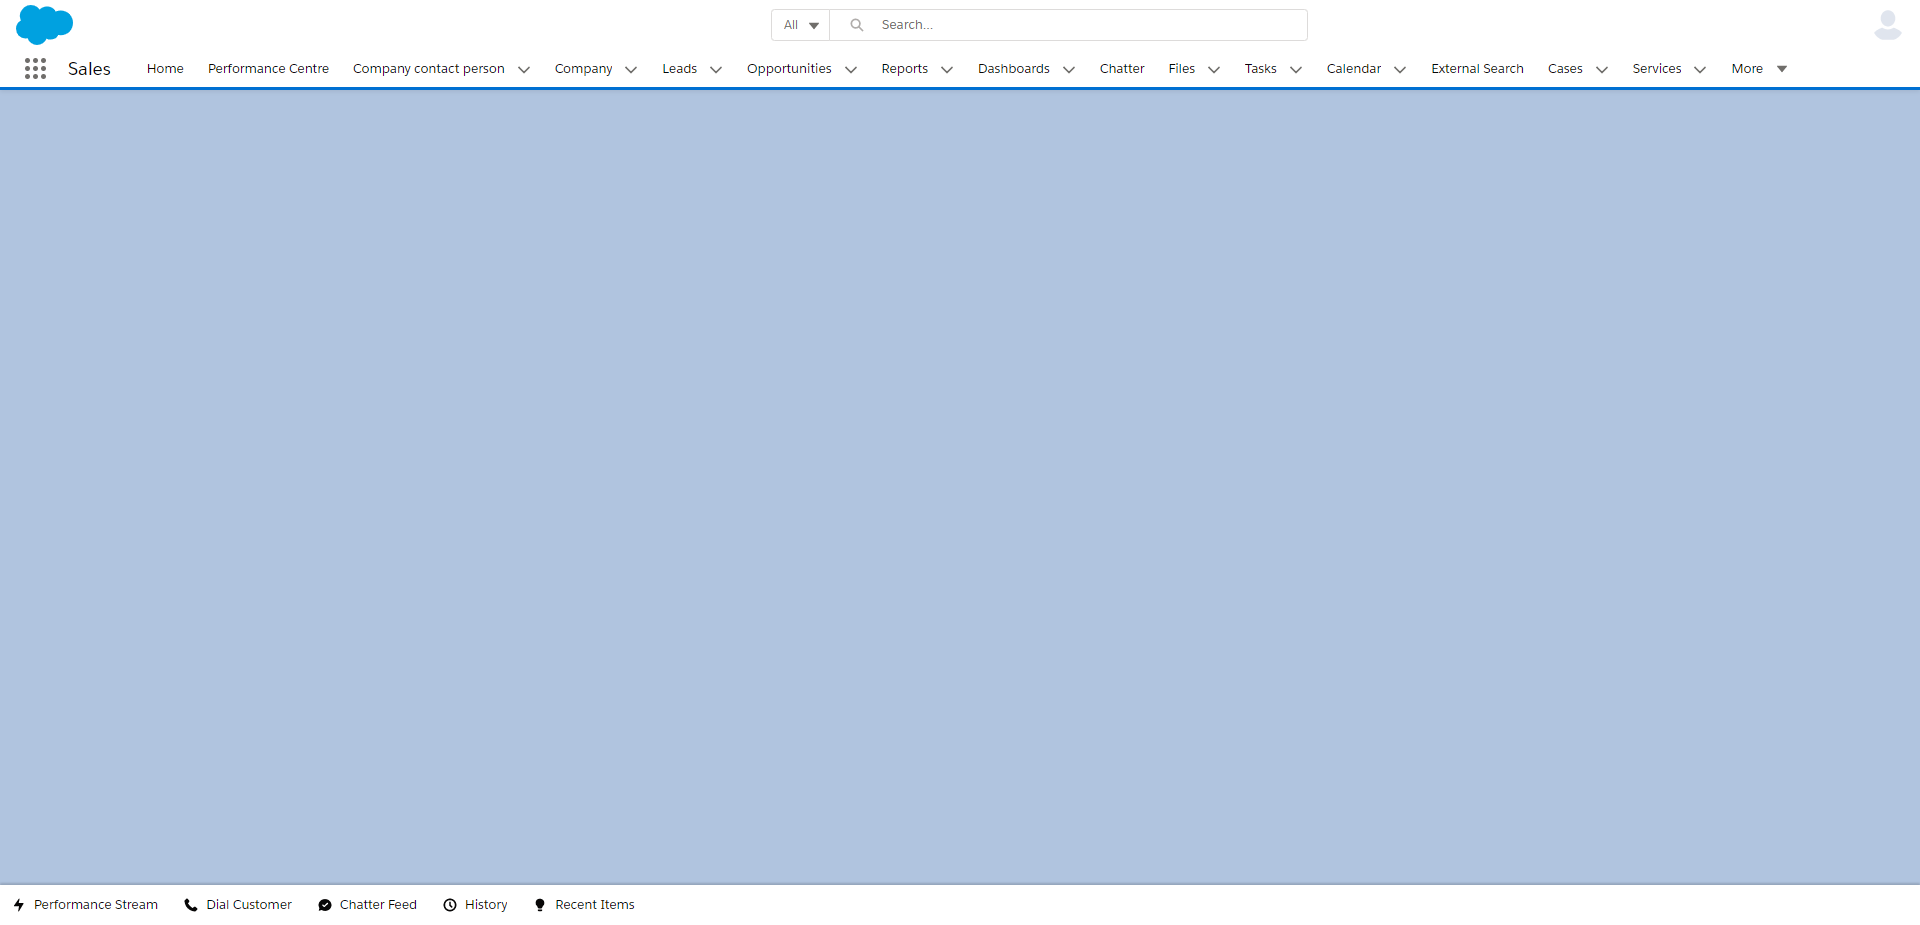 All Search...
Sales Home Performance Centre Company contact person Company Leads Opportunities Reports Dashboards Chatter Files Tasks Calendar External Search Cases Services More
Performance Stream Dial Customer Chatter Feed History Recent Items